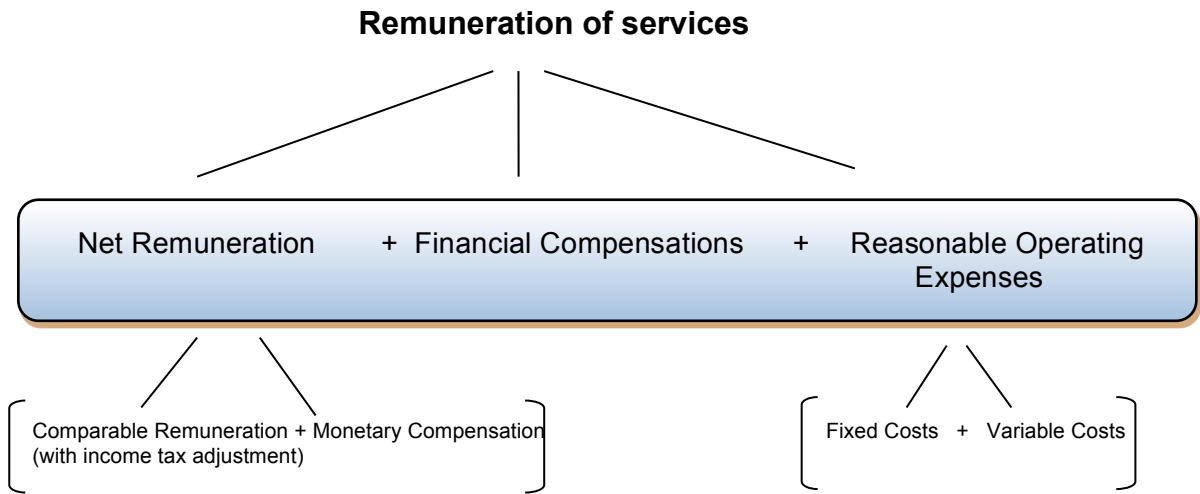 Remuneration of services
Net Remuneration + Financial Compensations + Reasonable Operating
Expenses
Comparable Remuneration + Monetary Compensation
(with income tax adjustment)
Fixed Costs + Variable Costs